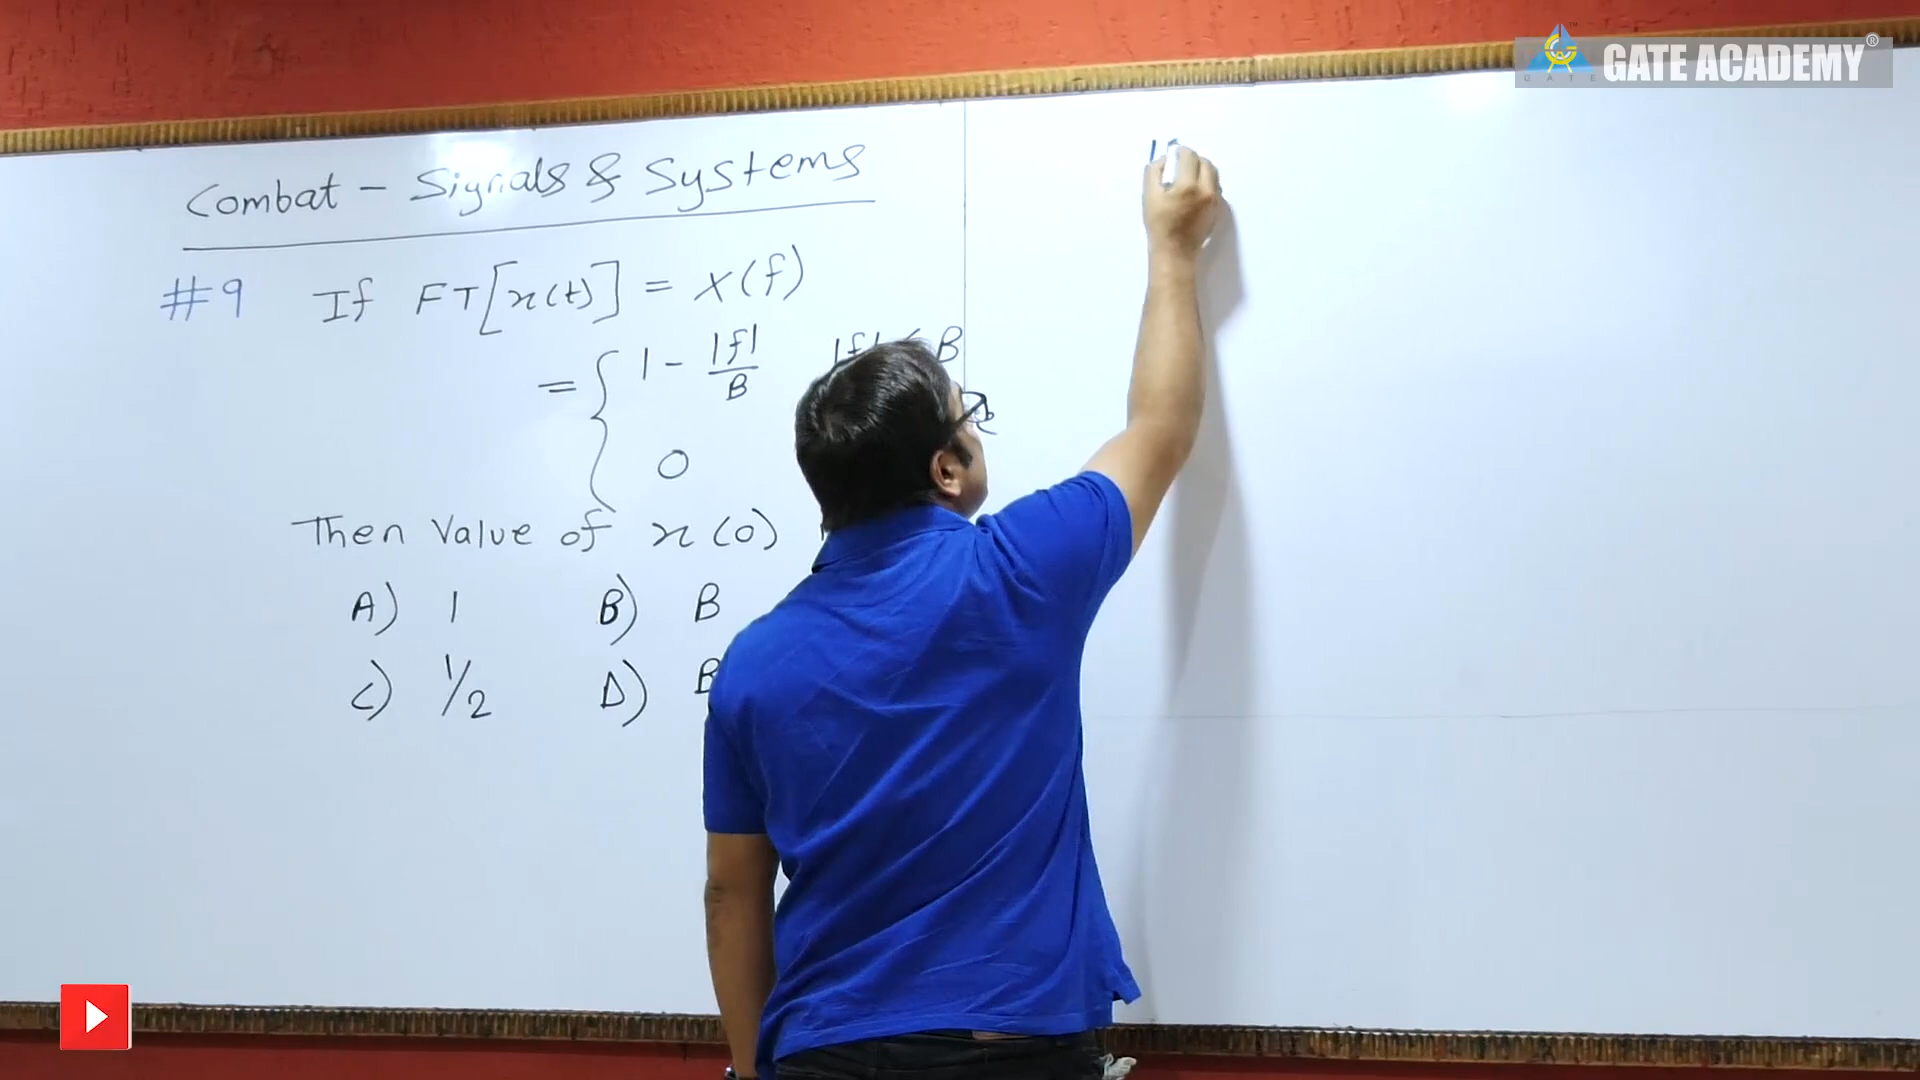 GATE ACADEMY®
Combat - Signals & Systems
#9 If FT[x(t)] = X(f)
= { 1 - |f|/B |f| < B
0
Then Value of x(0)
A) 1 B) B
C) 1/2 D) B